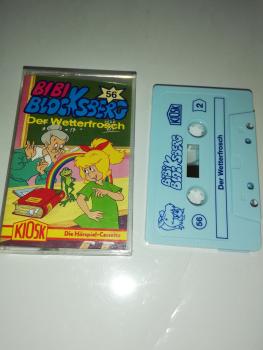 BIBI
BLOCKSBERG
56
Der Wetterfrosch
KIOSK
Die Hörspiel-Cassette
KIOSK
2
BIBI
BLOCKSBERG
Der Wetterfrosch
56